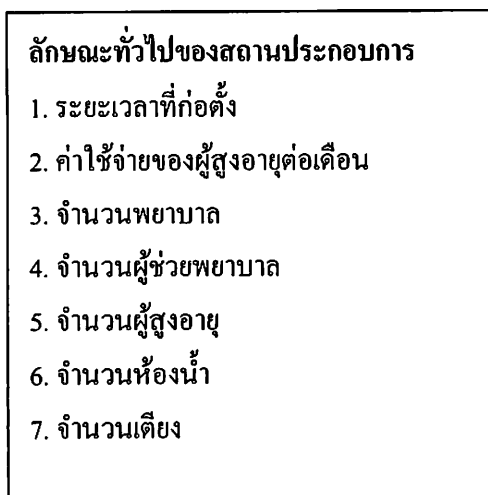 ลักษณะทั่วไปของสถานประกอบการ
1. ระยะเวลาที่ก่อตั้ง
2. ค่าใช้จ่ายของผู้สูงอายุต่อเดือน
3. จำนวนพยาบาล
4. จำนวนผู้ช่วยพยาบาล
5. จำนวนผู้สูงอายุ
6. จำนวนห้องน้ำ
7. จำนวนเตียง